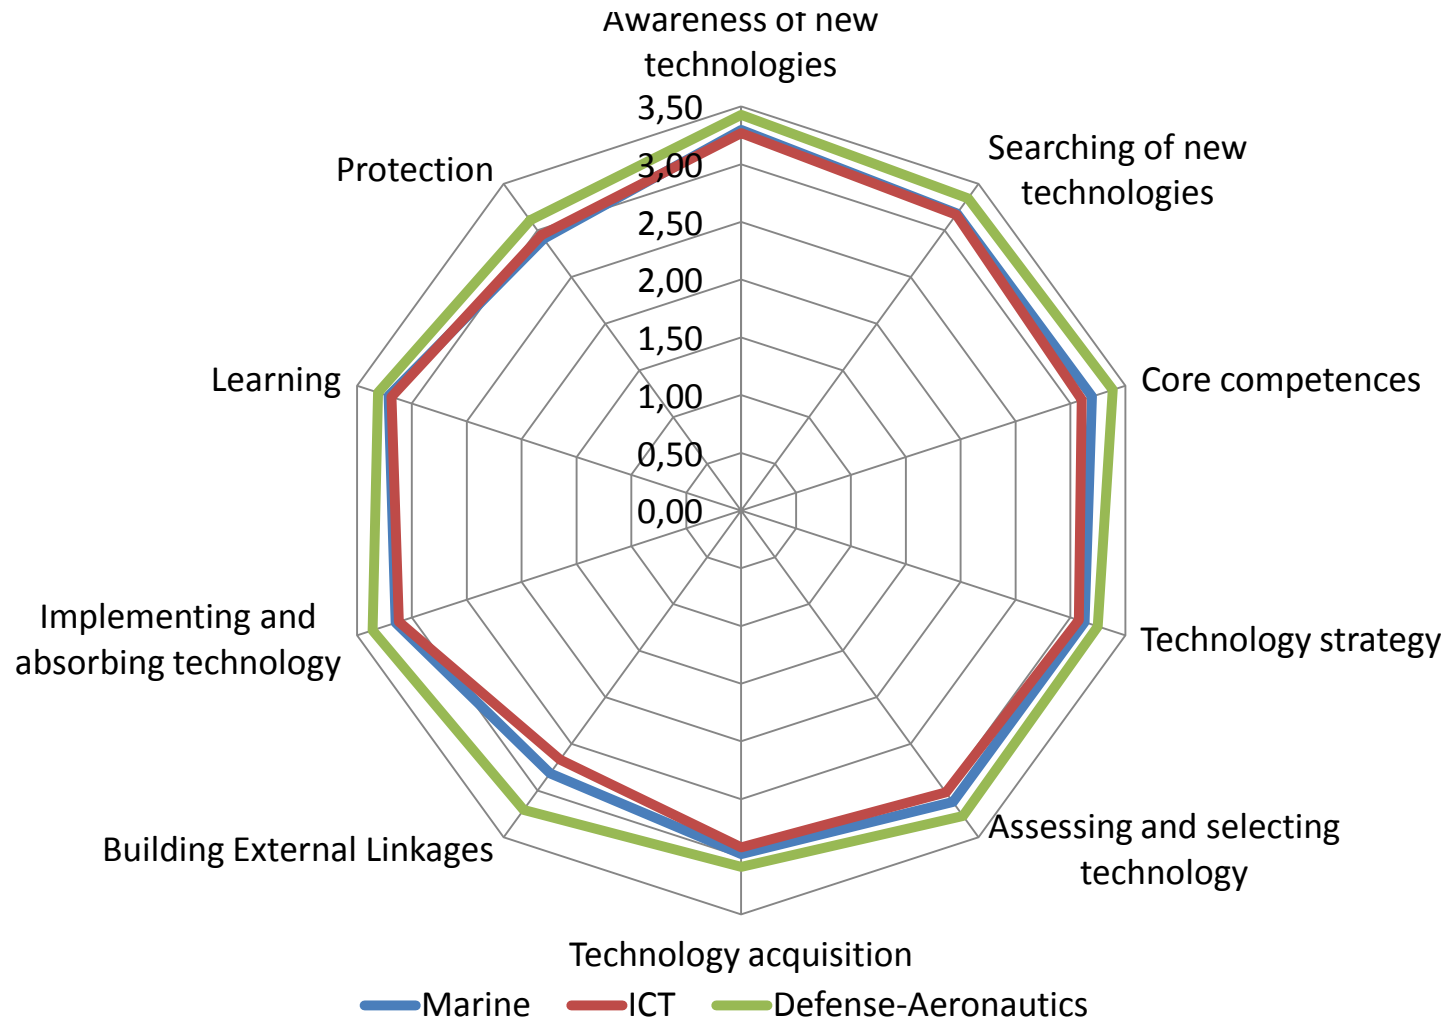 Awareness of new
technologies
3,50
3,00
2,50
2,00
1,50
1,00
0,50
0,00
Searching of new
technologies
Core competences
Technology strategy
Assessing and selecting
technology
Technology acquisition
Building External Linkages
Implementing and
absorbing technology
Learning
Protection
Marine
ICT
Defense-Aeronautics